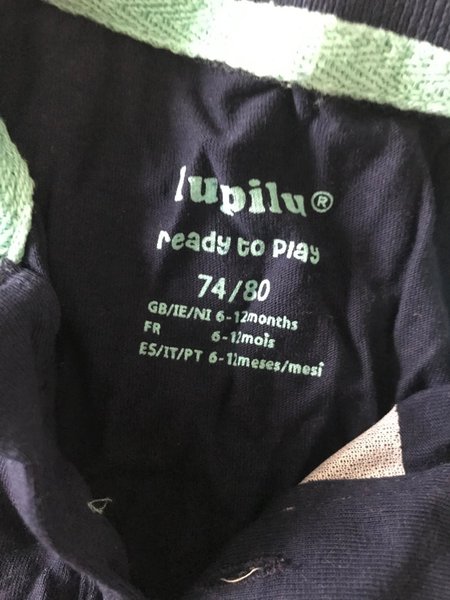 lupilu®
ready to play
74/80
GB/IE/NI 6-12months
FR 6-12mois
ES/IT/PT 6-12meses/mesi